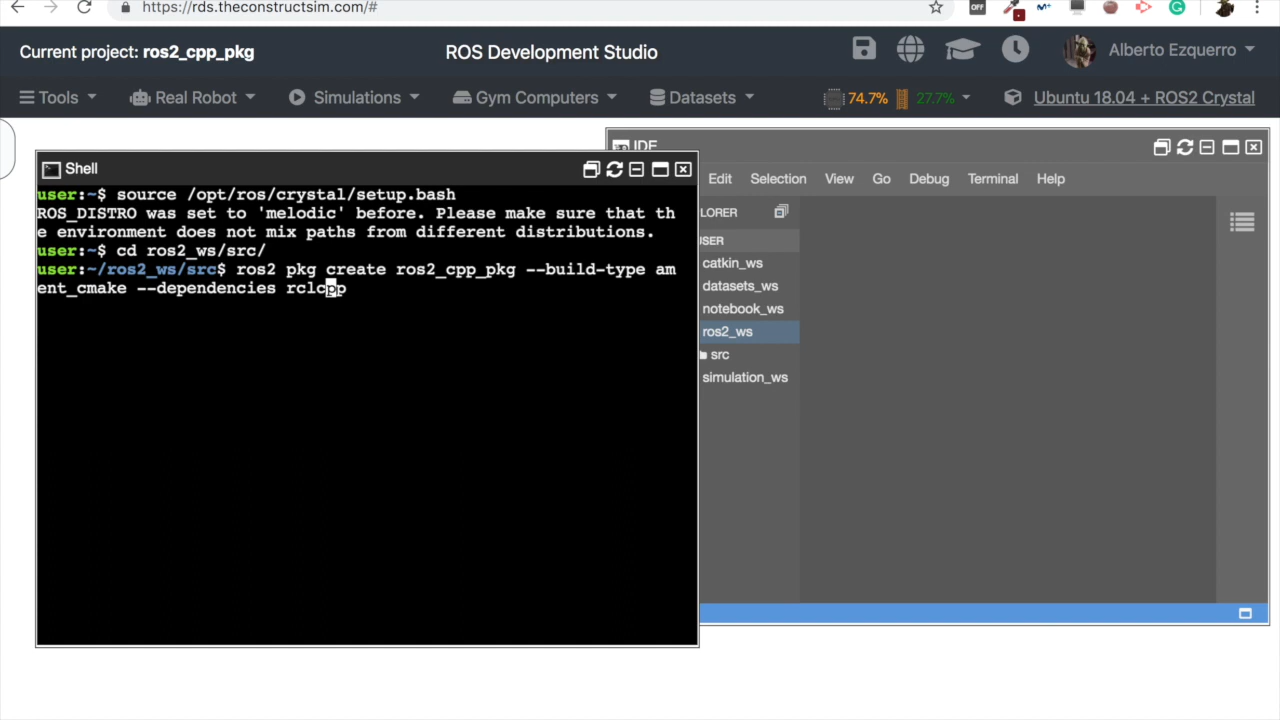 https://rds.theconstructsim.com/#
OFF
Current project: ros2_cpp_pkg
ROS Development Studio
Alberto Ezquerro
Tools
Real Robot
Simulations
Gym Computers
Datasets
74.7%
27.7%
Ubuntu 18.04 + ROS2 Crystal
IDE
Shell
user:~$ source /opt/ros/crystal/setup.bash
ROS_DISTRO was set to 'melodic' before. Please make sure that th
e environment does not mix paths from different distributions.
user:~$ cd ros2_ws/src/
user:~/ros2_ws/src$ ros2 pkg create ros2_cpp_pkg --build-type am
ent_cmake --dependencies rclcpp
Edit Selection View Go Debug Terminal Help
LORER
USER
catkin_ws
datasets_ws
notebook_ws
ros2_ws
src
simulation_ws